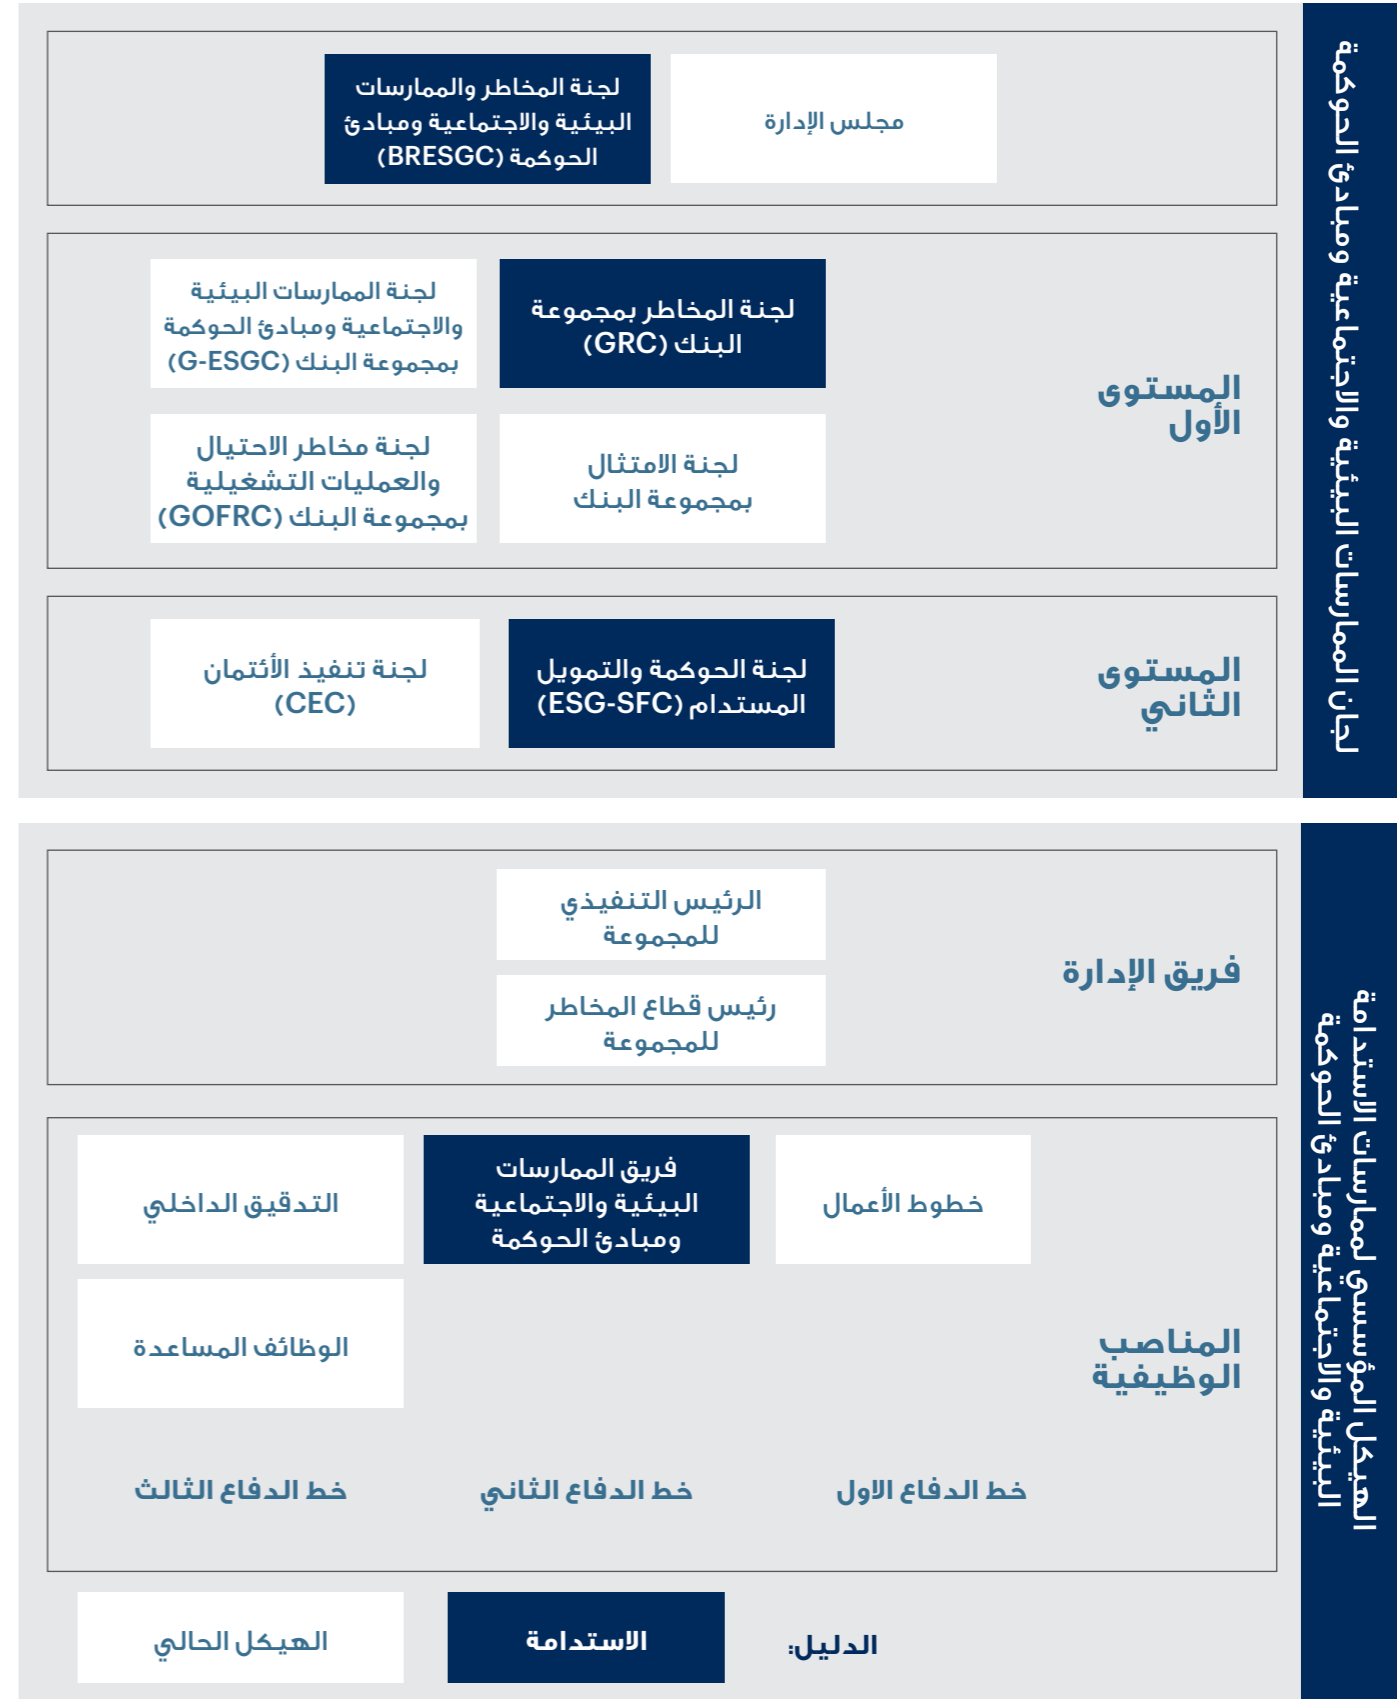 لجان الممارسات البيئية والاجتماعية ومبادئ الحوكمة
مجلس الإدارة
لجنة المخاطر والممارسات
البيئية والاجتماعية ومبادئ
الحوكمة (BRESGC)
المستوى
الأول
لجنة المخاطر بمجموعة
البنك (GRC)
لجنة الممارسات البيئية
والاجتماعية ومبادئ الحوكمة
بمجموعة البنك (G-ESGC)
لجنة الامتثال
بمجموعة البنك
لجنة مخاطر الاحتيال
والعمليات التشغيلية
بمجموعة البنك (GOFRC)
المستوى
الثاني
لجنة الحوكمة والتمويل
المستدام (ESG-SFC)
لجنة تنفيذ الأئتمان
(CEC)
الهيكل المؤسسي لممارسات الاستدامة
البيئية والاجتماعية ومبادئ الحوكمة
فريق الإدارة
الرئيس التنفيذي
للمجموعة
رئيس قطاع المخاطر
للمجموعة
المناصب
الوظيفية
خطوط الأعمال
فريق الممارسات
البيئية والاجتماعية
ومبادئ الحوكمة
التدقيق الداخلي
الوظائف المساعدة
خط الدفاع الاول
خط الدفاع الثاني
خط الدفاع الثالث
الدليل:
الاستدامة
الهيكل الحالي